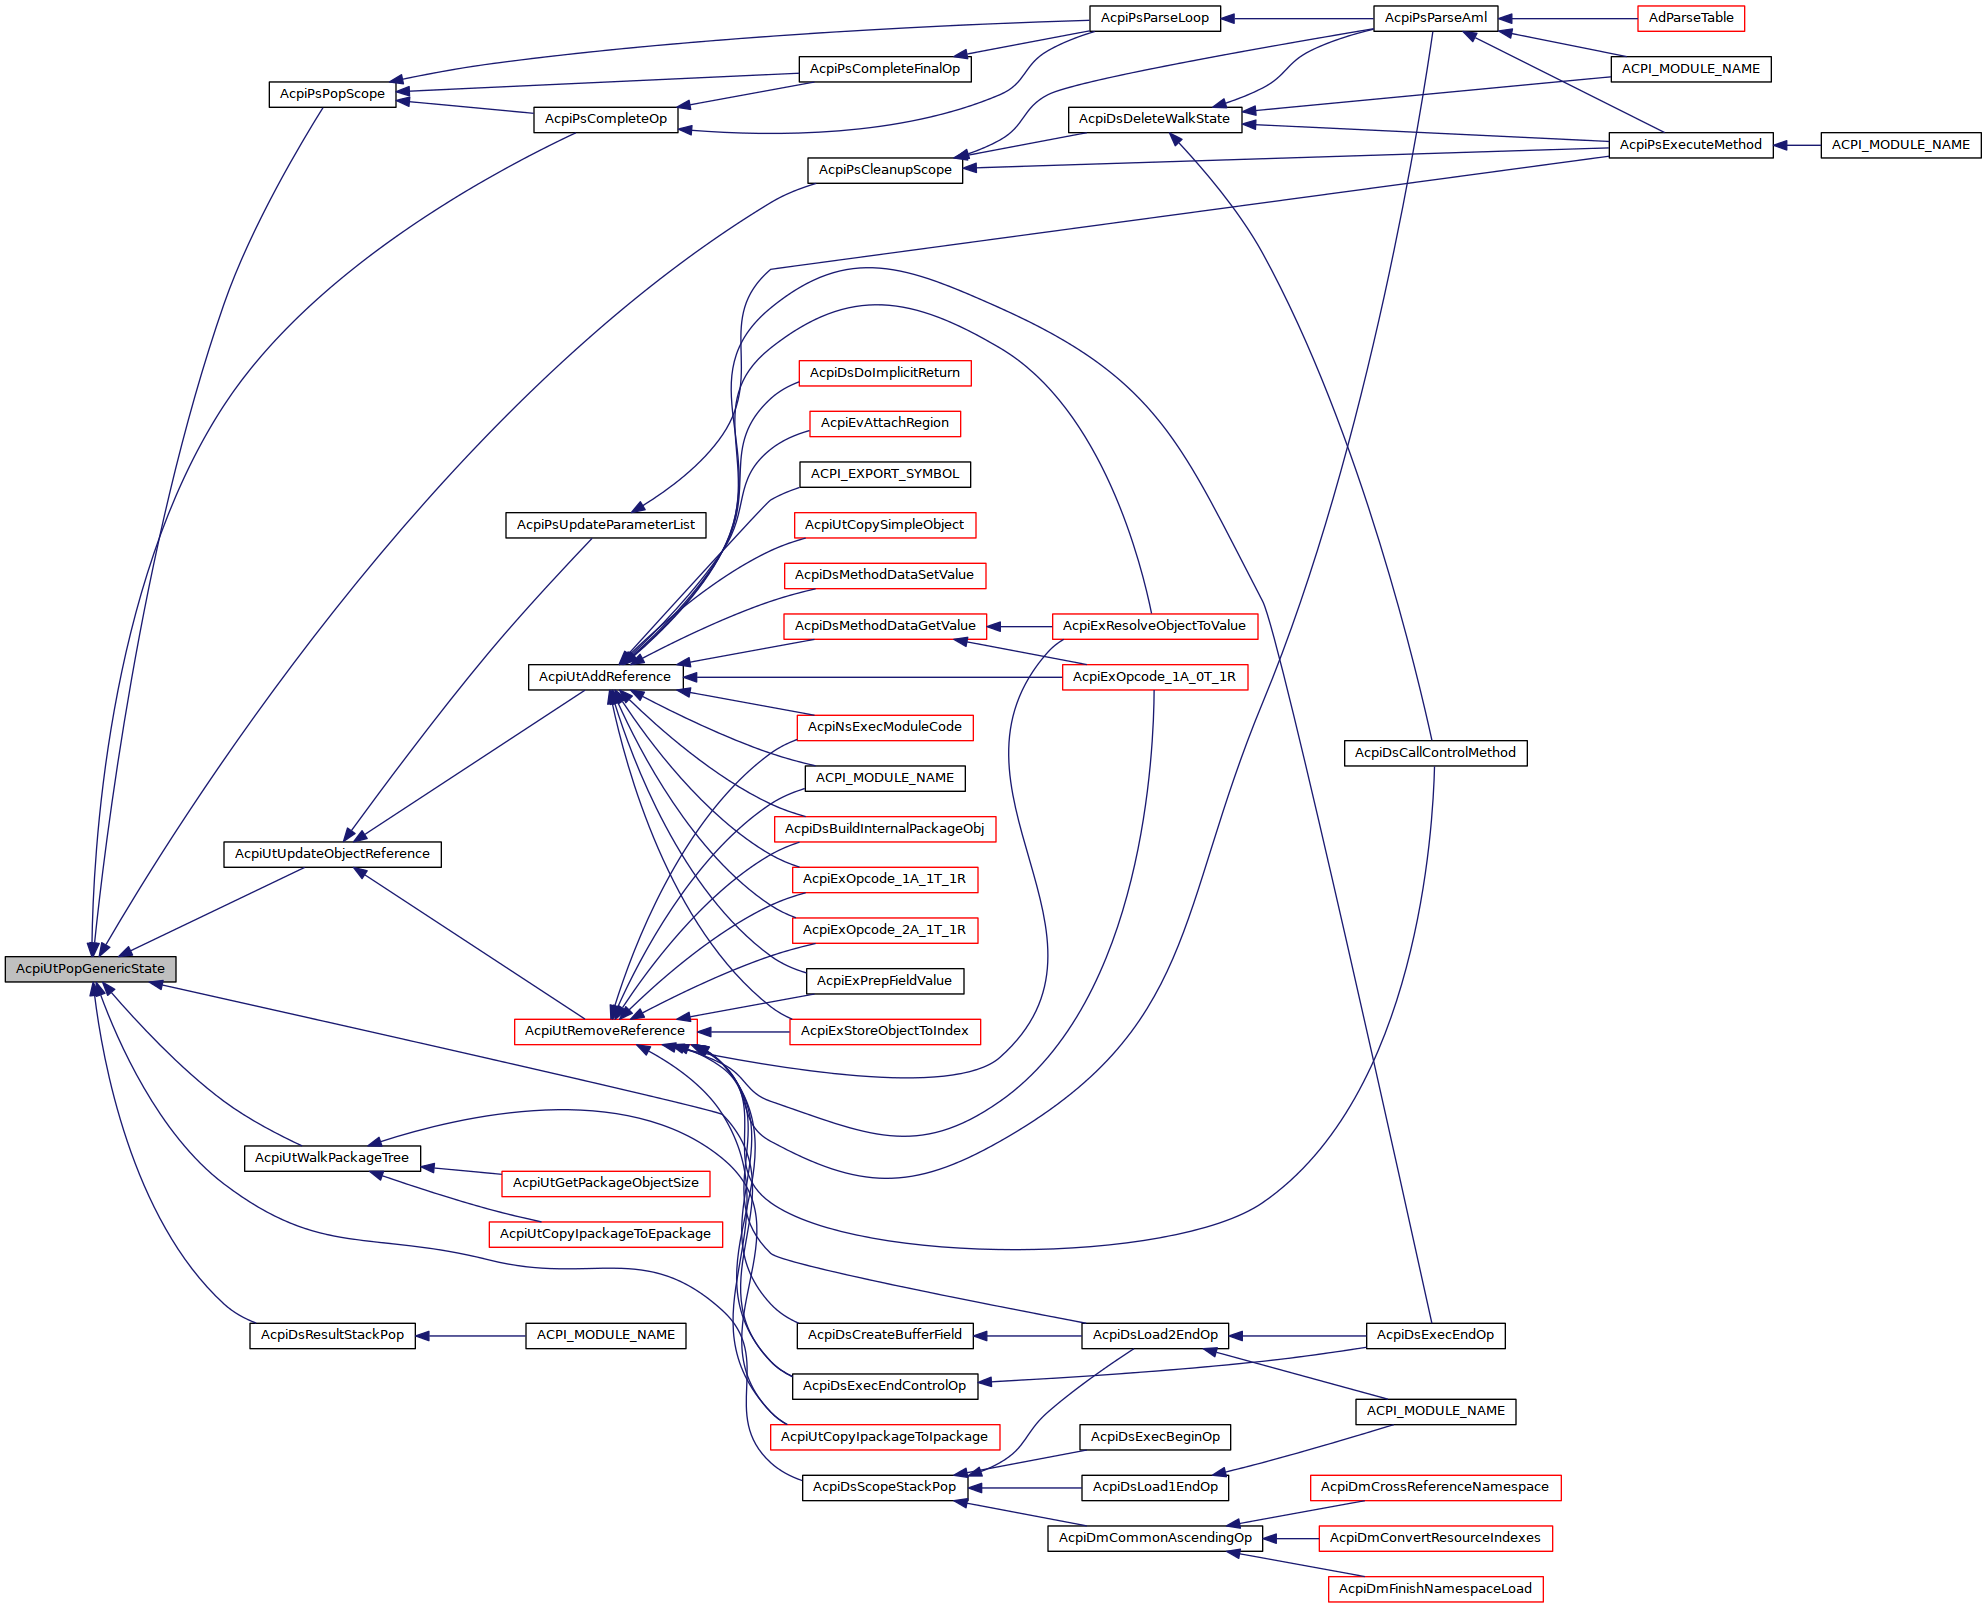 AcpiPsParseLoop
AcpiPsParseAml
AdParseTable
AcpiPsCompleteFinalOp
ACPI_MODULE_NAME
AcpiPsPopScope
AcpiPsCompleteOp
AcpiDsDeleteWalkState
AcpiPsExecuteMethod
ACPI_MODULE_NAME
AcpiPsCleanupScope
AcpiDsDoImplicitReturn
AcpiEvAttachRegion
ACPI_EXPORT_SYMBOL
AcpiPsUpdateParameterList
AcpiUtCopySimpleObject
AcpiDsMethodDataSetValue
AcpiDsMethodDataGetValue
AcpiExResolveObjectToValue
AcpiUtAddReference
AcpiExOpcode_1A_0T_1R
AcpiNsExecModuleCode
AcpiDsCallControlMethod
ACPI_MODULE_NAME
AcpiDsBuildInternalPackageObj
AcpiUtUpdateObjectReference
AcpiExOpcode_1A_1T_1R
AcpiExOpcode_2A_1T_1R
AcpiUtPopGenericState
AcpiExPrepFieldValue
AcpiUtRemoveReference
AcpiExStoreObjectToIndex
AcpiUtWalkPackageTree
AcpiUtGetPackageObjectSize
AcpiUtCopyIpackageToEpackage
AcpiDsResultStackPop
ACPI_MODULE_NAME
AcpiDsCreateBufferField
AcpiDsLoad2EndOp
AcpiDsExecEndOp
AcpiDsExecEndControlOp
ACPI_MODULE_NAME
AcpiUtCopyIpackageToIpackage
AcpiDsExecBeginOp
AcpiDsScopeStackPop
AcpiDsLoad1EndOp
AcpiDmCrossReferenceNamespace
AcpiDmCommonAscendingOp
AcpiDmConvertResourceIndexes
AcpiDmFinishNamespaceLoad